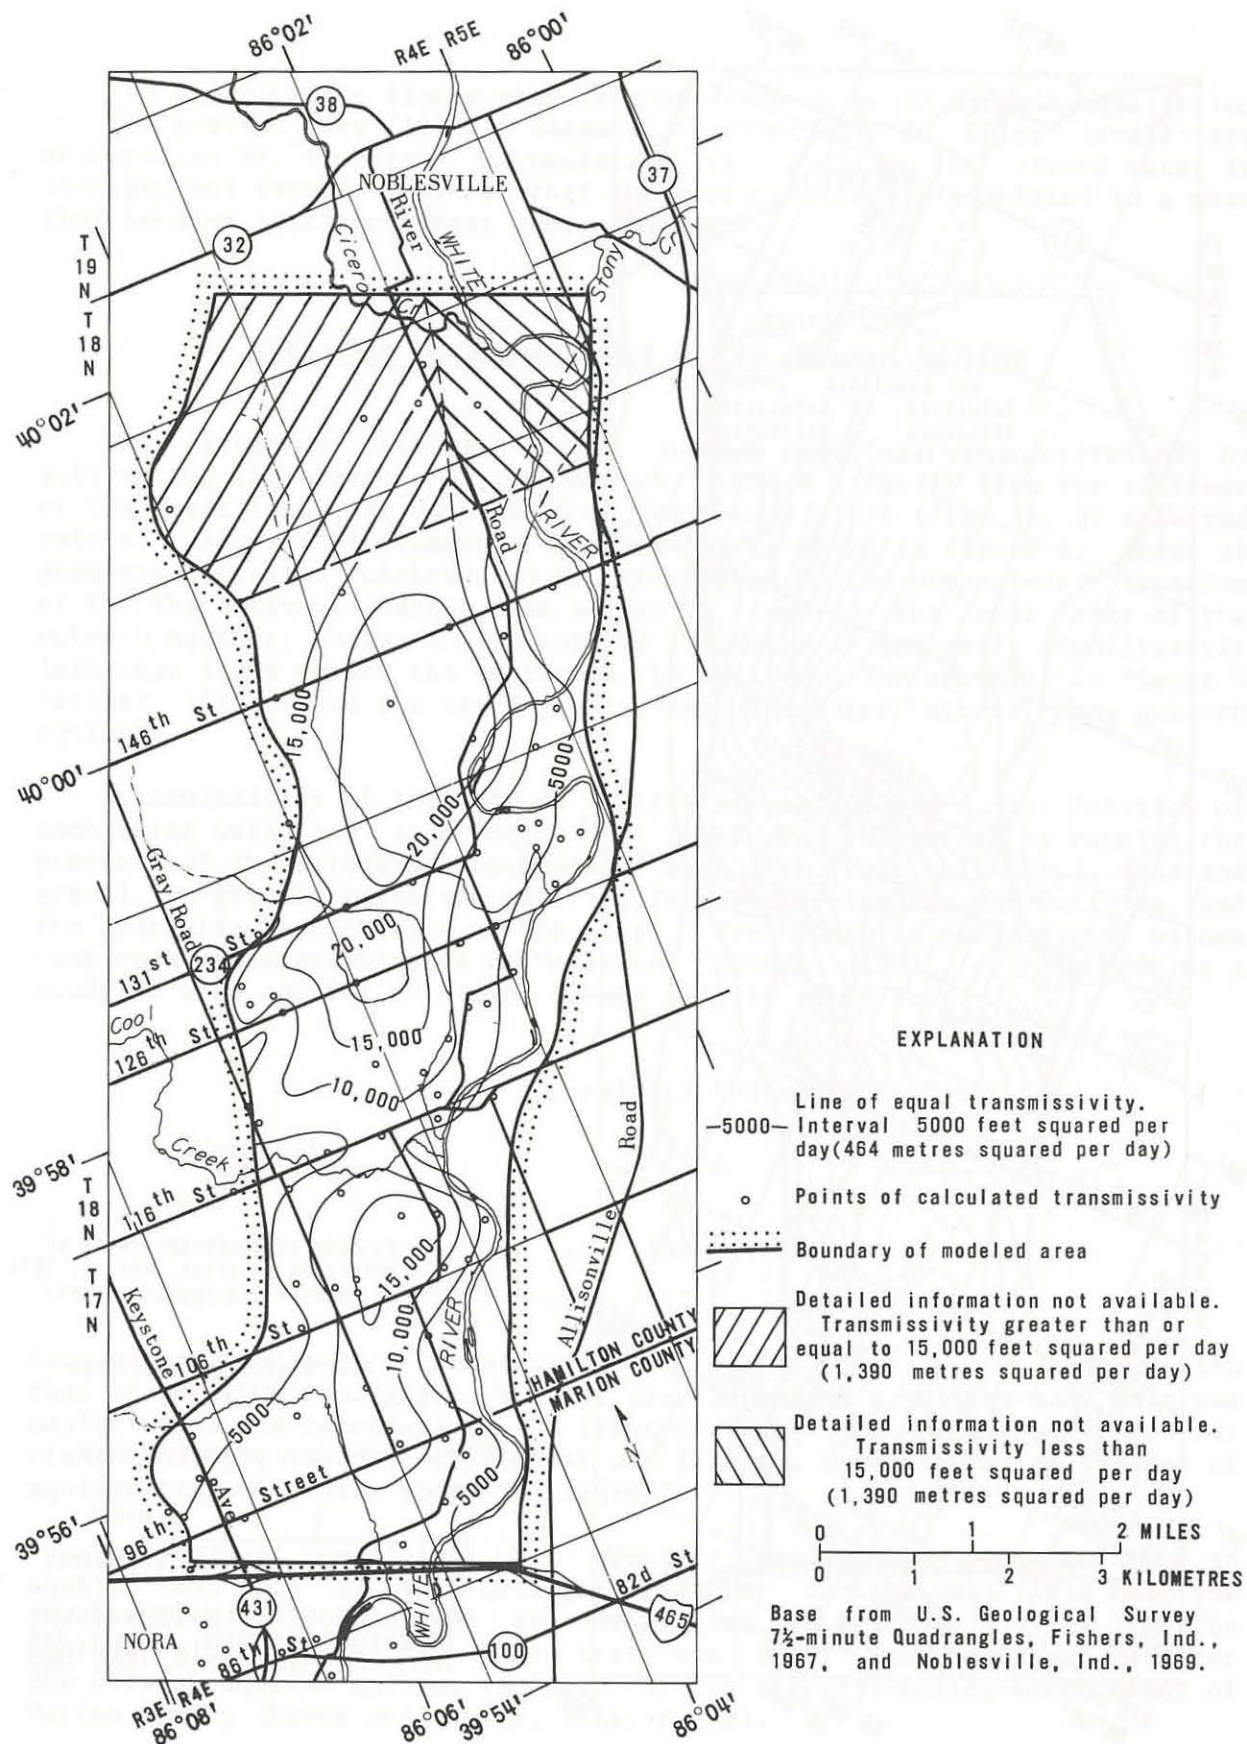 86°02'
R4E R5E
86°00'
38
37
NOBLESVILLE
River
WHITE
Cicero
Cr
Stony
Cr
32
T
19
N
T
18
N
40°02'
Road
RIVER
15,000
146th St
40°00'
5000
20,000
Gray Road
20,000
131st St
234
Cool
126th St
15,000
10,000
Creek
39°58'
116th St
T
18
N
T
17
N
Road
Allisonville
15,000
10,000
RIVER
Keystone
106th St
HAMILTON COUNTY
MARION COUNTY
5000
N
Street
5000
Ave
39°56'
96th
82d St
431
WHITE
465
NORA
86th St
100
R3E R4E
86°08'
86°06'
39°54'
86°04'
EXPLANATION
—5000— Line of equal transmissivity.
Interval 5000 feet squared per
day(464 metres squared per day)
Points of calculated transmissivity
Boundary of modeled area
Detailed information not available.
Transmissivity greater than or
equal to 15,000 feet squared per day
(1,390 metres squared per day)
Detailed information not available.
Transmissivity less than
15,000 feet squared per day
(1,390 metres squared per day)
0 1 2 MILES
0 1 2 3 KILOMETRES
Base from U.S. Geological Survey
7½-minute Quadrangles, Fishers, Ind.,
1967, and Noblesville, Ind., 1969.